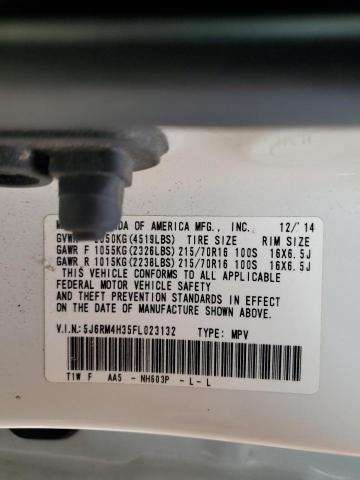 OF AMERICA MFG., INC. 12/'14
2050KG(4519LBS) TIRE SIZE RIM SIZE
GAWR F 1055KG(2326LBS) 215/70R16 100S 16X6.5J
GAWR R 1015KG(2238LBS) 215/70R16 100S 16X6.5J
THIS VEHICLE CONFORMS TO ALL APPLICABLE
FEDERAL MOTOR VEHICLE SAFETY
AND THEFT PREVENTION STANDARDS IN EFFECT
ON THE DATE OF MANUFACTURE SHOWN ABOVE.
V.I.N.:5J6RM4H35FL023132 TYPE: MPV
T1W F AA5 - NH603P - L - L